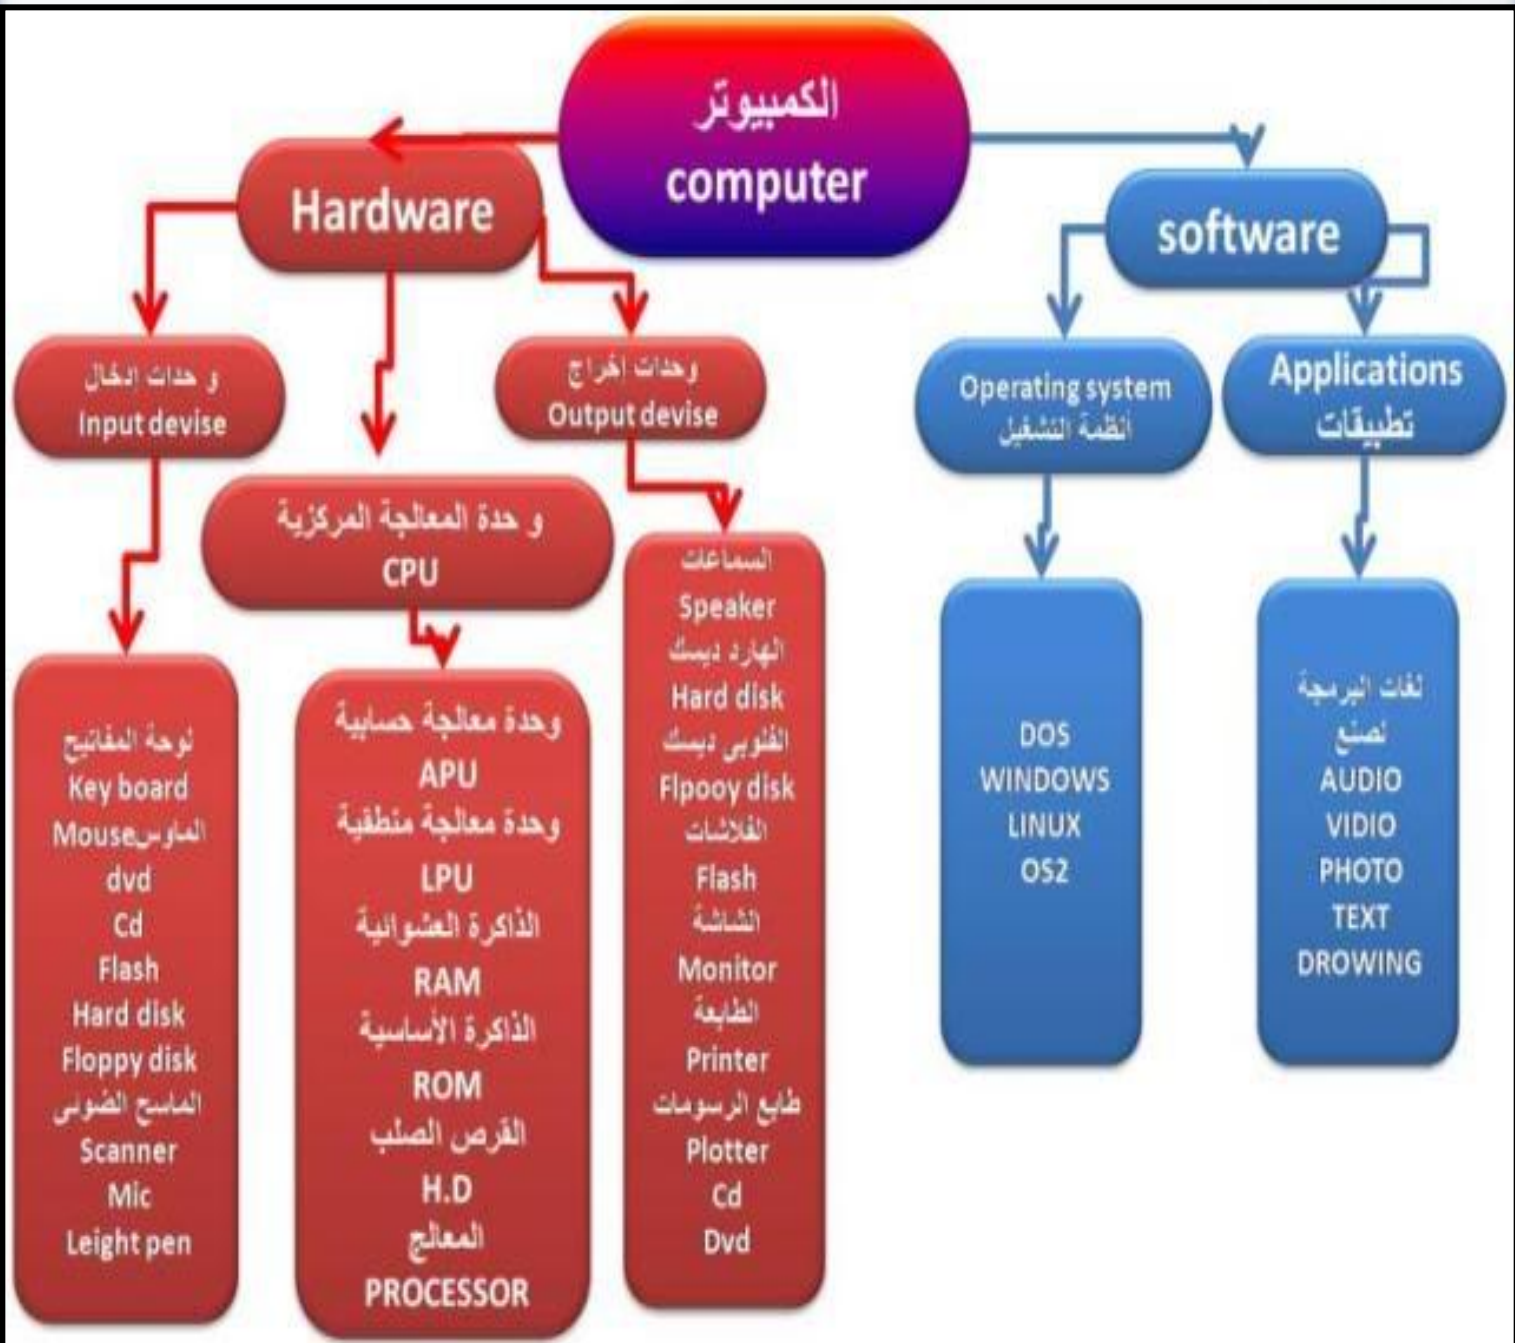 الكمبيوتر
computer
Hardware
software
و حدات ادخال
Input devise
وحدات إخراج
Output devise
و حدة المعالجة المركزية
CPU
Operating system
أنظمة التشغيل
Applications
تطبيقات
لوحة المفاتيح
Key board
الماوس Mouse
dvd
Cd
Flash
Hard disk
Floppy disk
الماسح الضوئى
Scanner
Mic
Leight pen
وحدة معالجة حسابية
APU
وحدة معالجة منطقية
LPU
الذاكرة العشوائية
RAM
الذاكرة الأساسية
ROM
القرص الصلب
H.D
المعالج
PROCESSOR
السماعات
Speaker
الهارد ديسك
Hard disk
الفلوبى ديسك
Flpooy disk
الفلاشات
Flash
الشاشة
Monitor
الطابعة
Printer
طابع الرسومات
Plotter
Cd
Dvd
DOS
WINDOWS
LINUX
OS2
لغات البرمجة
لصنع
AUDIO
VIDIO
PHOTO
TEXT
DROWING